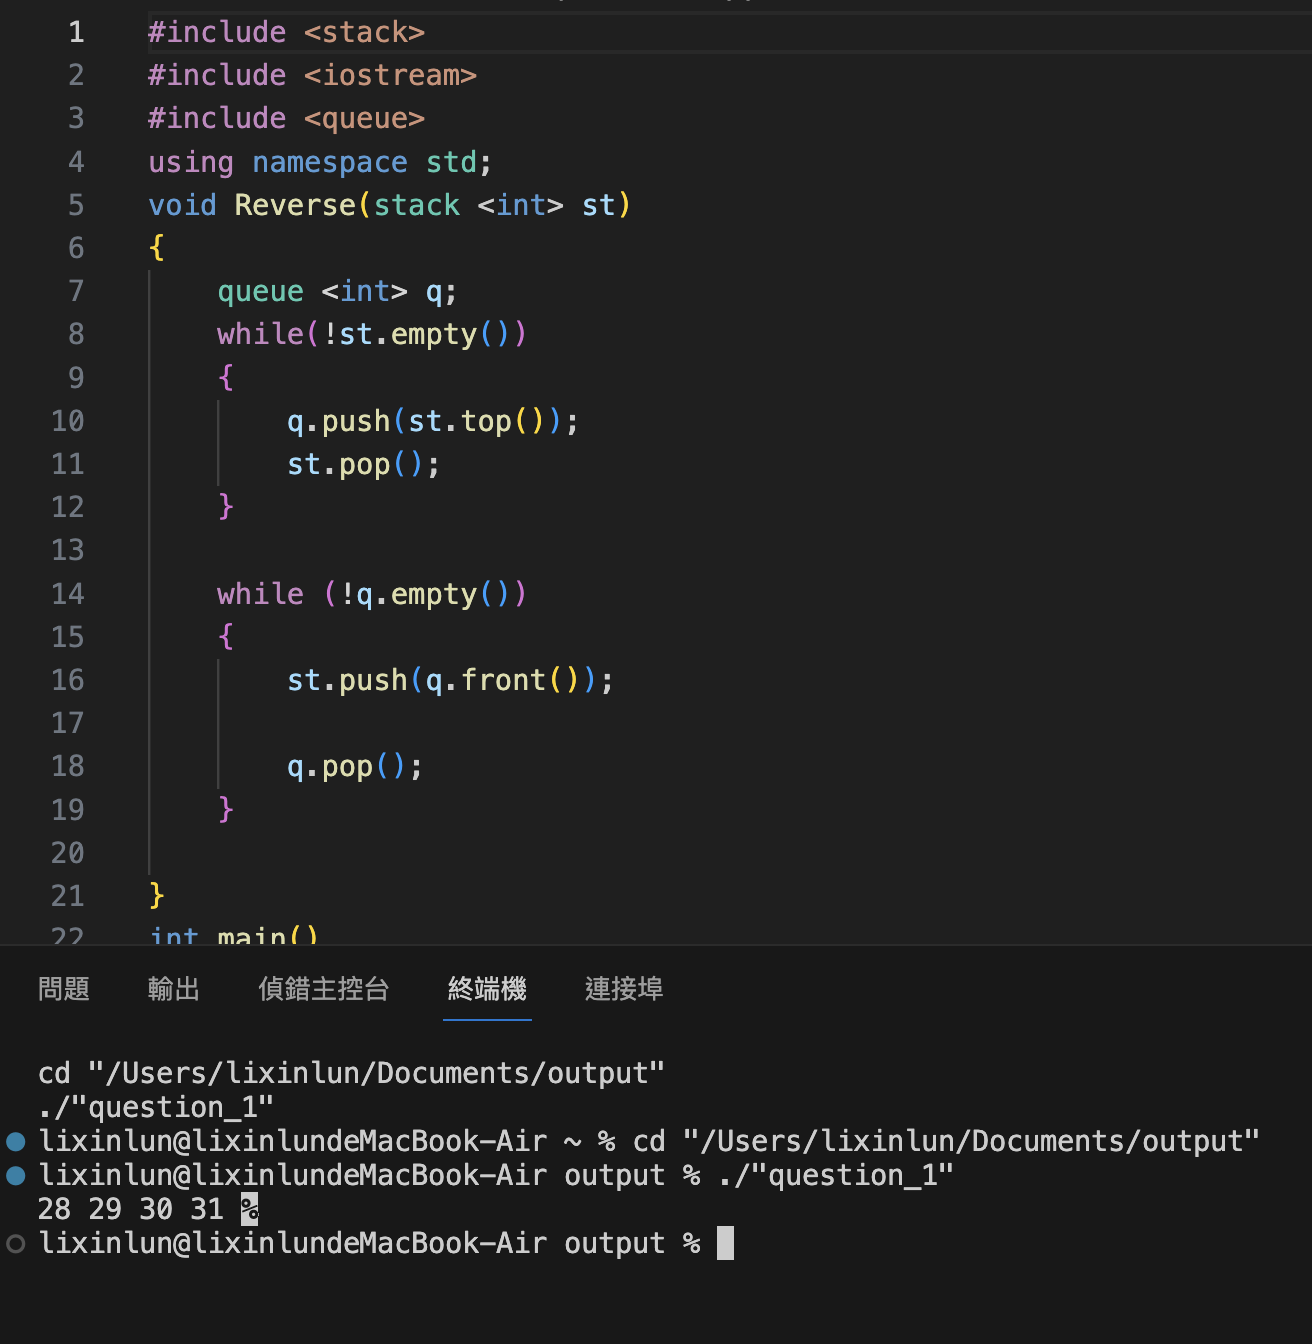 1 #include <stack>
2 #include <iostream>
3 #include <queue>
4 using namespace std;
5 void Reverse(stack <int> st)
6 {
7 queue <int> q;
8 while(!st.empty())
9 {
10 q.push(st.top());
11 st.pop();
12 }
13
14 while (!q.empty())
15 {
16 st.push(q.front());
17
18 q.pop();
19 }
20
21 }
22 int main()
問題 輸出 偵錯主控台 終端機 連接埠
cd "/Users/lixinlun/Documents/output"
./"question_1"
lixinlun@lixinlundeMacBook-Air ~ % cd "/Users/lixinlun/Documents/output"
lixinlun@lixinlundeMacBook-Air output % ./"question_1"
28 29 30 31 %
lixinlun@lixinlundeMacBook-Air output %